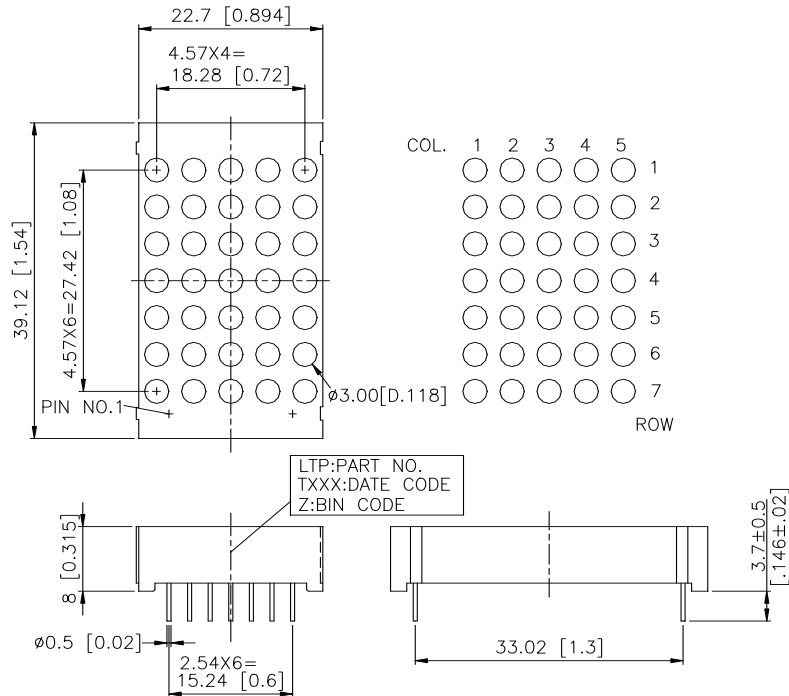 22.7 [0.894]
4.57X4=
18.28 [0.72]
39.12 [1.54]
4.57X6=27.42 [1.08]
PIN NO.1
ø3.00[D.118]
COL. 1 2 3 4 5
1
2
3
4
5
6
7
ROW
LTP:PART NO.
TXXX:DATE CODE
Z:BIN CODE
8 [0.315]
ø0.5 [0.02]
2.54X6=
15.24 [0.6]
33.02 [1.3]
3.7±0.5
[.146±.02]